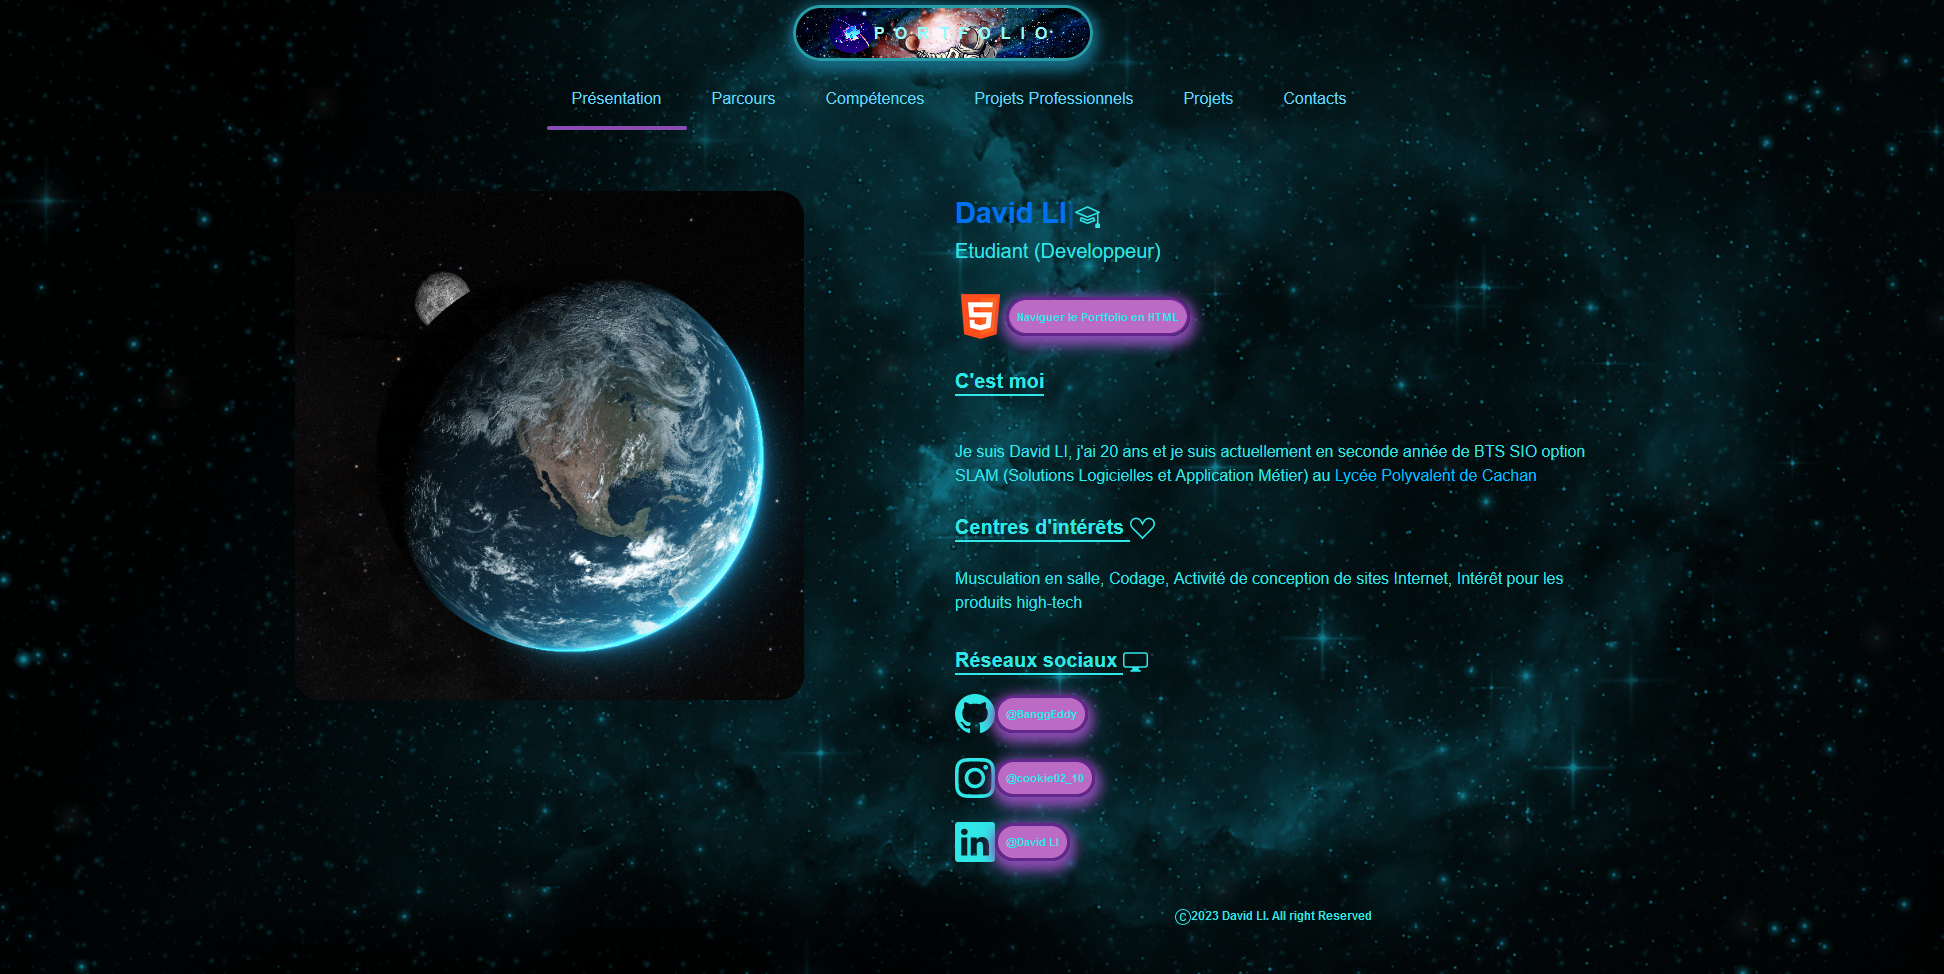 PORTFOLIO
Présentation Parcours Compétences Projets Professionnels Projets Contacts
David LI
Etudiant (Developpeur)
Naviguer le Portfolio en HTML
C'est moi
Je suis David LI, j'ai 20 ans et je suis actuellement en seconde année de BTS SIO option
SLAM (Solutions Logicielles et Application Métier) au Lycée Polyvalent de Cachan
Centres d'intérêts
Musculation en salle, Codage, Activité de conception de sites Internet, Intérêt pour les
produits high-tech
Réseaux sociaux
@BanggEddy
@cookie02_10
@David LI
©2023 David LI. All right Reserved